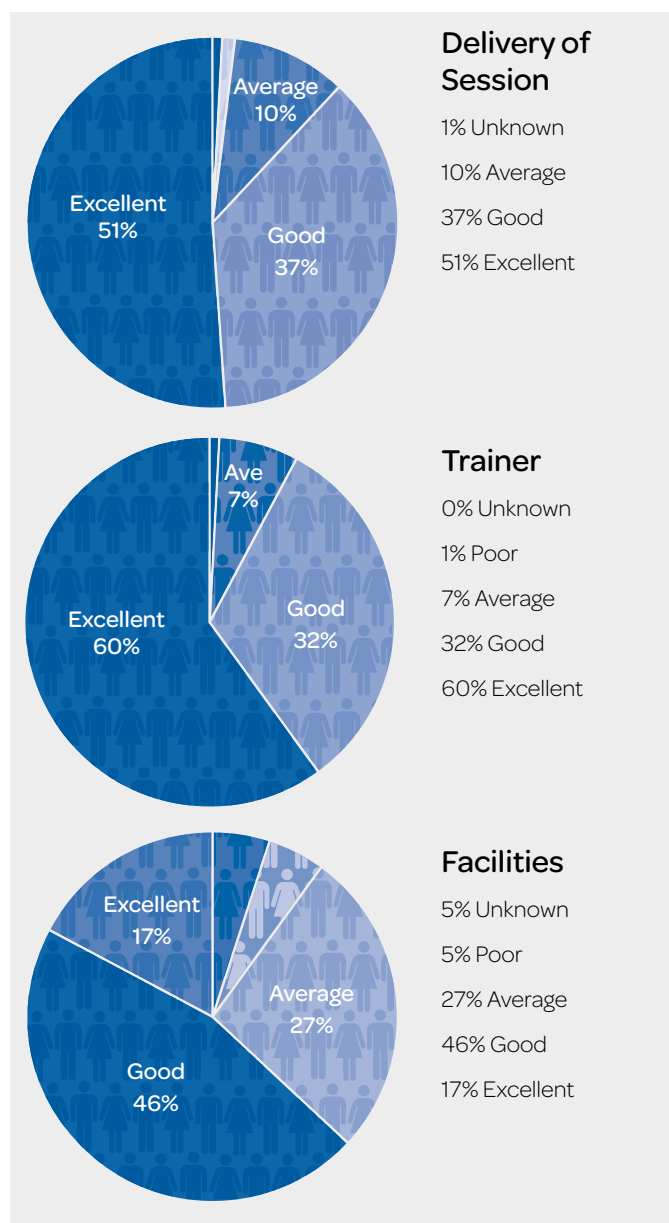 Delivery of
Session
1% Unknown
10% Average
37% Good
51% Excellent
Average
10%
Excellent
51%
Good
37%
Trainer
0% Unknown
1% Poor
7% Average
32% Good
60% Excellent
Ave
7%
Excellent
60%
Good
32%
Facilities
5% Unknown
5% Poor
27% Average
46% Good
17% Excellent
Excellent
17%
Average
27%
Good
46%